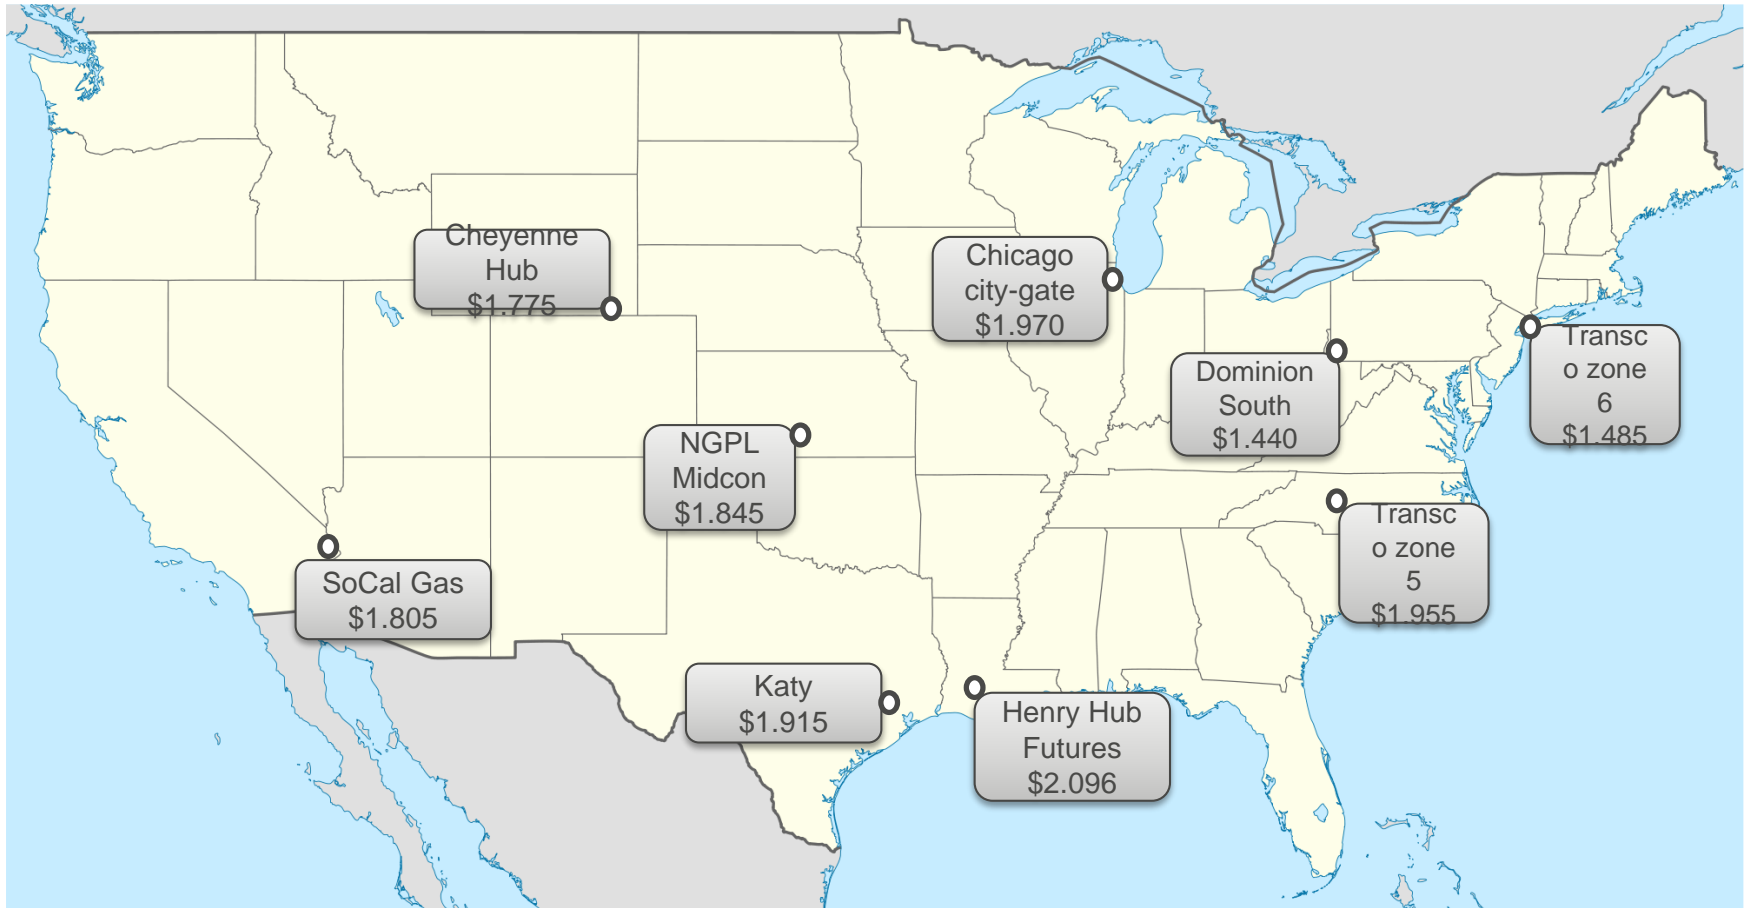 Cheyenne
Hub
$1.775
Chicago
city-gate
$1.970
Dominion
South
$1.440
Transc
o zone
6
$1.485
NGPL
Midcon
$1.845
Transc
o zone
5
$1.955
SoCal Gas
$1.805
Katy
$1.915
Henry Hub
Futures
$2.096